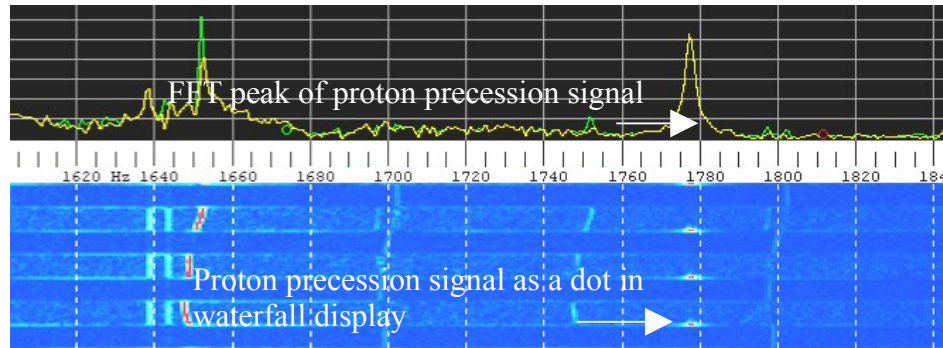 FFT peak of proton precession signal
1620 Hz 1640 1660 1680 1700 1720 1740 1760 1780 1800 1820 184
Proton precession signal as a dot in
waterfall display